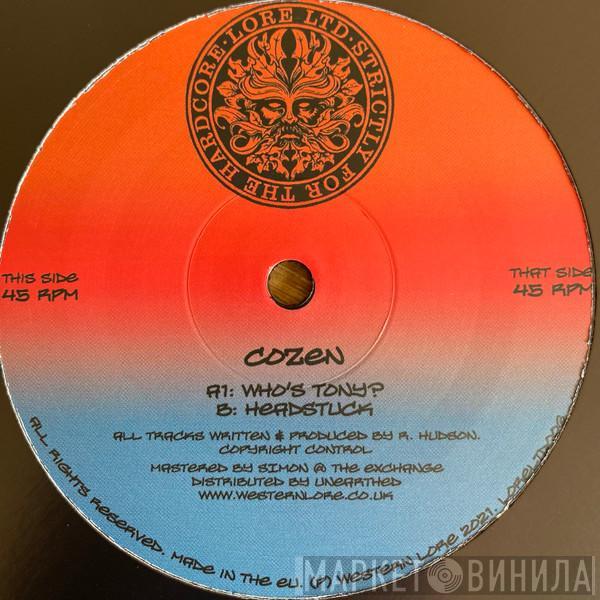 LORE LTD · STRICTLY FOR THE HARDCORE ·
THIS SIDE
45 RPM
THAT SIDE
45 RPM
COZEN
A1: WHO'S TONY?
B: HEADSTUCK
ALL TRACKS WRITTEN & PRODUCED BY R. HUDSON.
COPYRIGHT CONTROL
MASTERED BY SIMON @ THE EXCHANGE
DISTRIBUTED BY UNEARTHED
WWW.WESTERNLORE.CO.UK
ALL RIGHTS RESERVED. MADE IN THE EU. (P) WESTERN LORE 2021.
МАРКЕТ ВИНИЛА